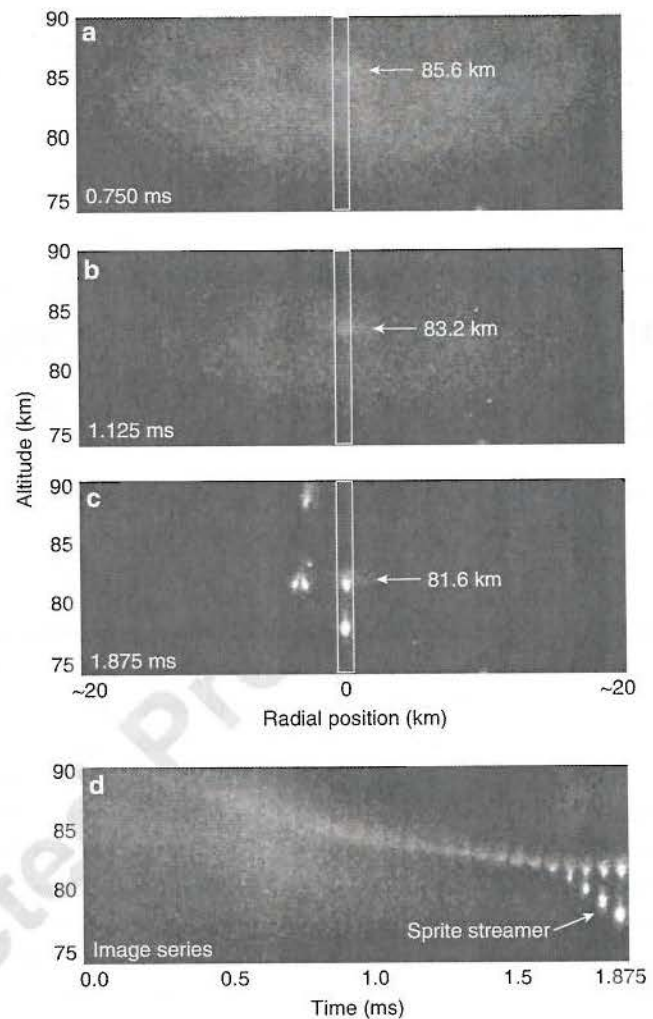 90
a
85.6 km
85
80
75
0.750 ms
90
b
85
83.2 km
80
75
1.125 ms
Altitude (km)
90
c
85
81.6 km
80
75
1.875 ms
~20
0
~20
Radial position (km)
90
d
85
80
Sprite streamer
75
Image series
0.0
0.5
1.0
1.5
1.875
Time (ms)